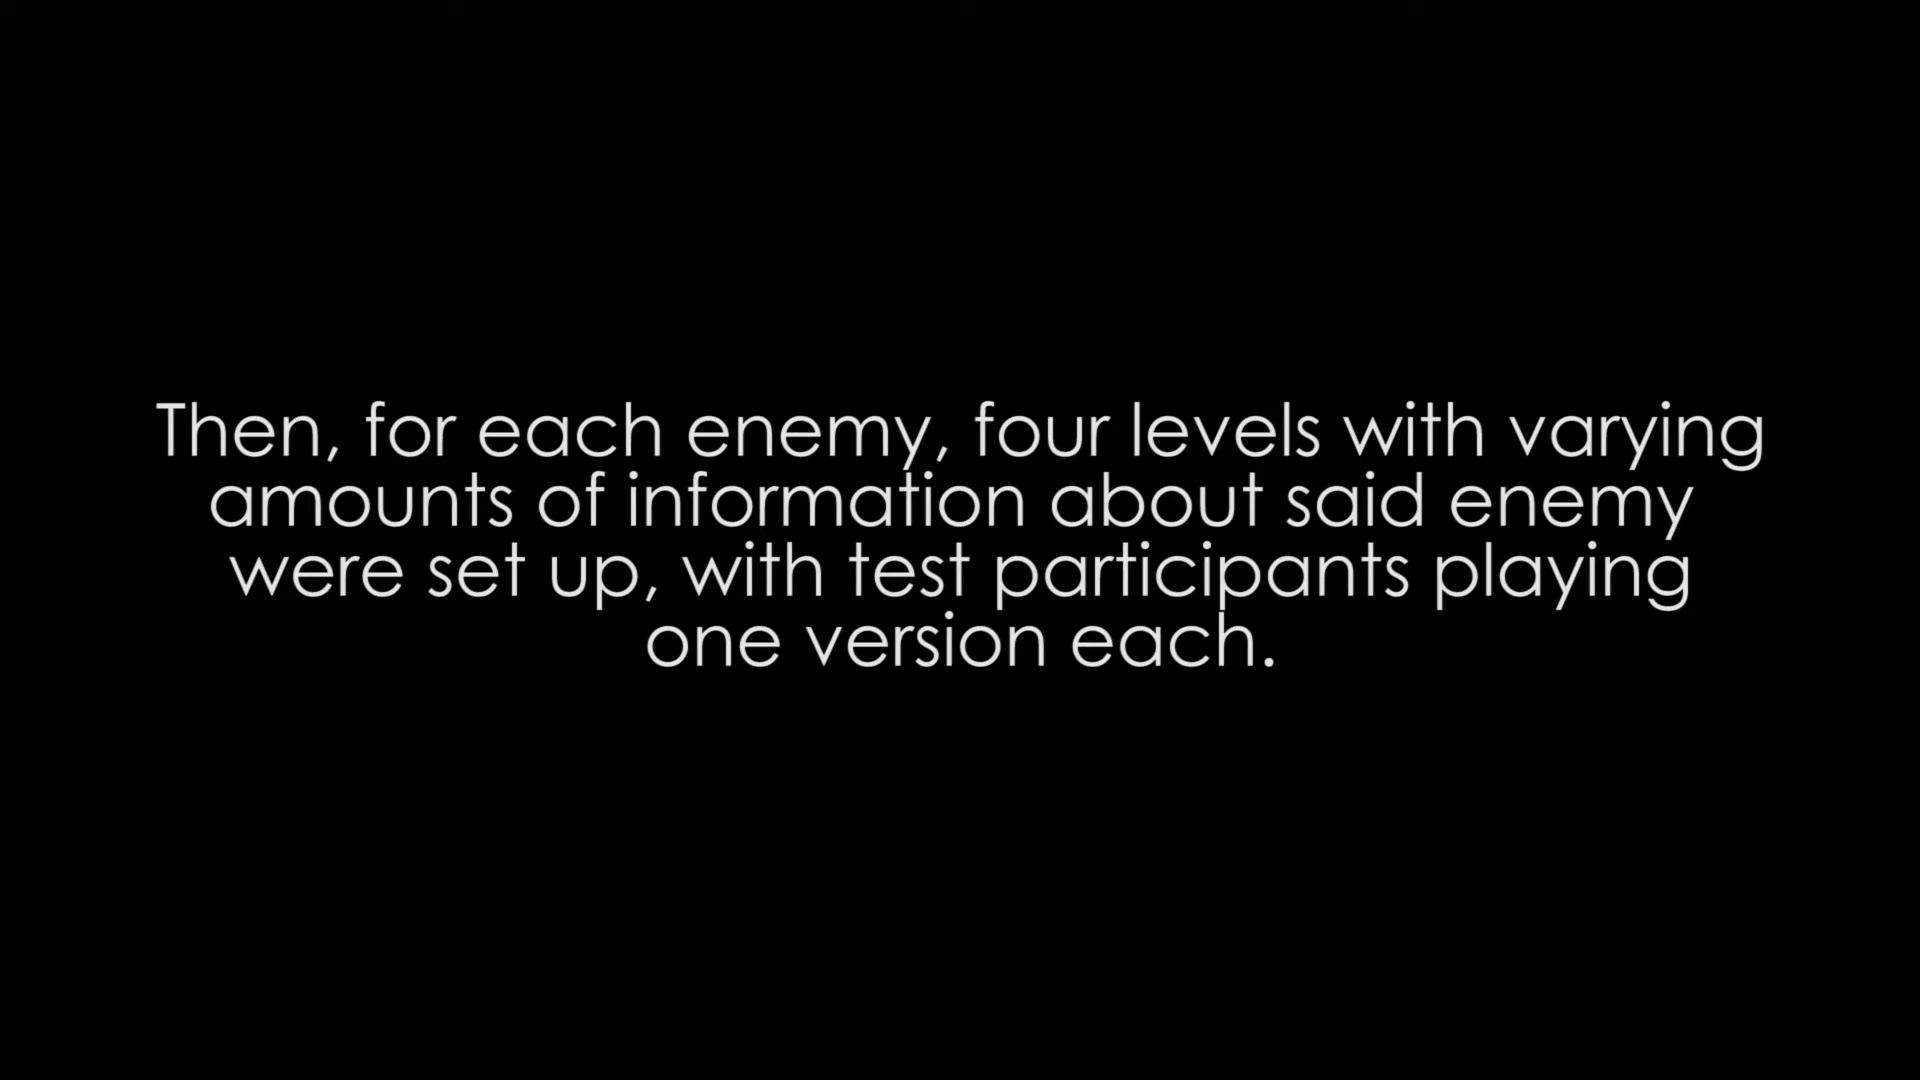 Then, for each enemy, four levels with varying
amounts of information about said enemy
were set up, with test participants playing
one version each.